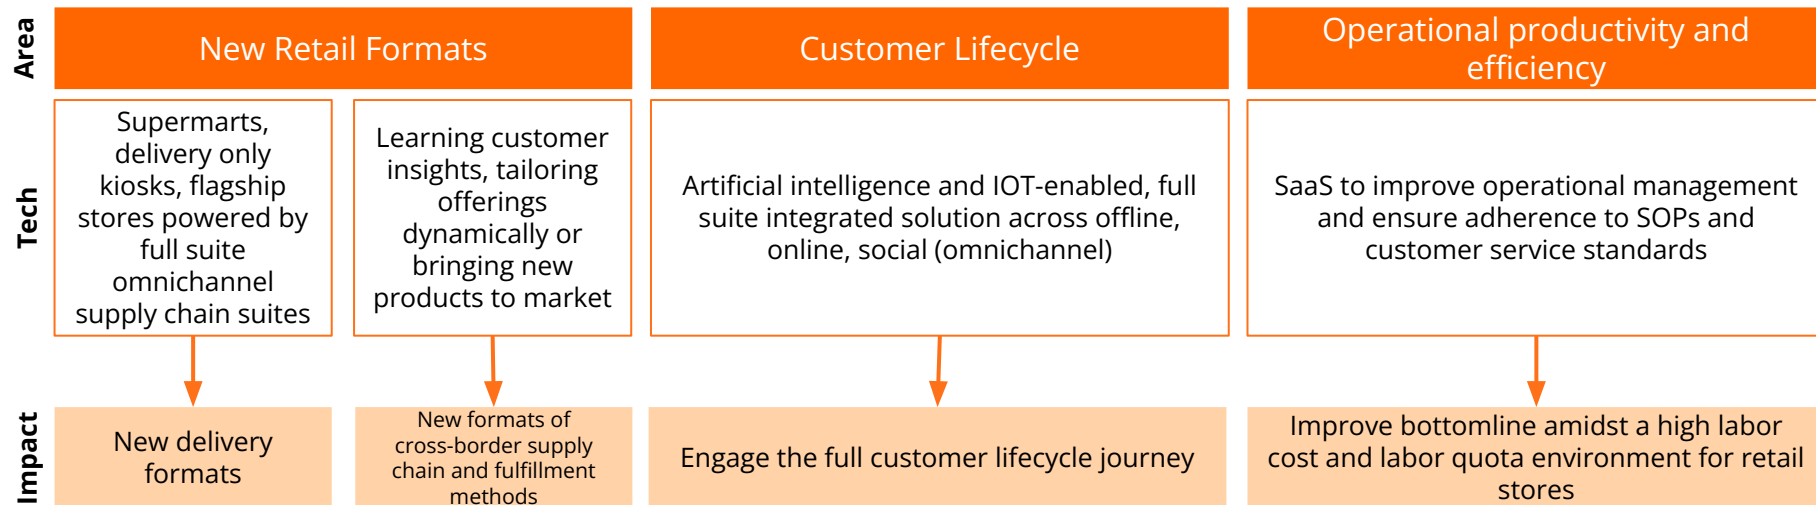 Area
New Retail Formats
Customer Lifecycle
Operational productivity and
efficiency
Tech
Supermarts,
delivery only
kiosks, flagship
stores powered by
full suite
omnichannel
supply chain suites
Learning customer
insights, tailoring
offerings
dynamically or
bringing new
products to market
Artificial intelligence and IOT-enabled, full
suite integrated solution across offline,
online, social (omnichannel)
SaaS to improve operational management
and ensure adherence to SOPs and
customer service standards
Impact
New delivery
formats
New formats of
cross-border supply
chain and fulfillment
methods
Engage the full customer lifecycle journey
Improve bottomline amidst a high labor
cost and labor quota environment for retail
stores